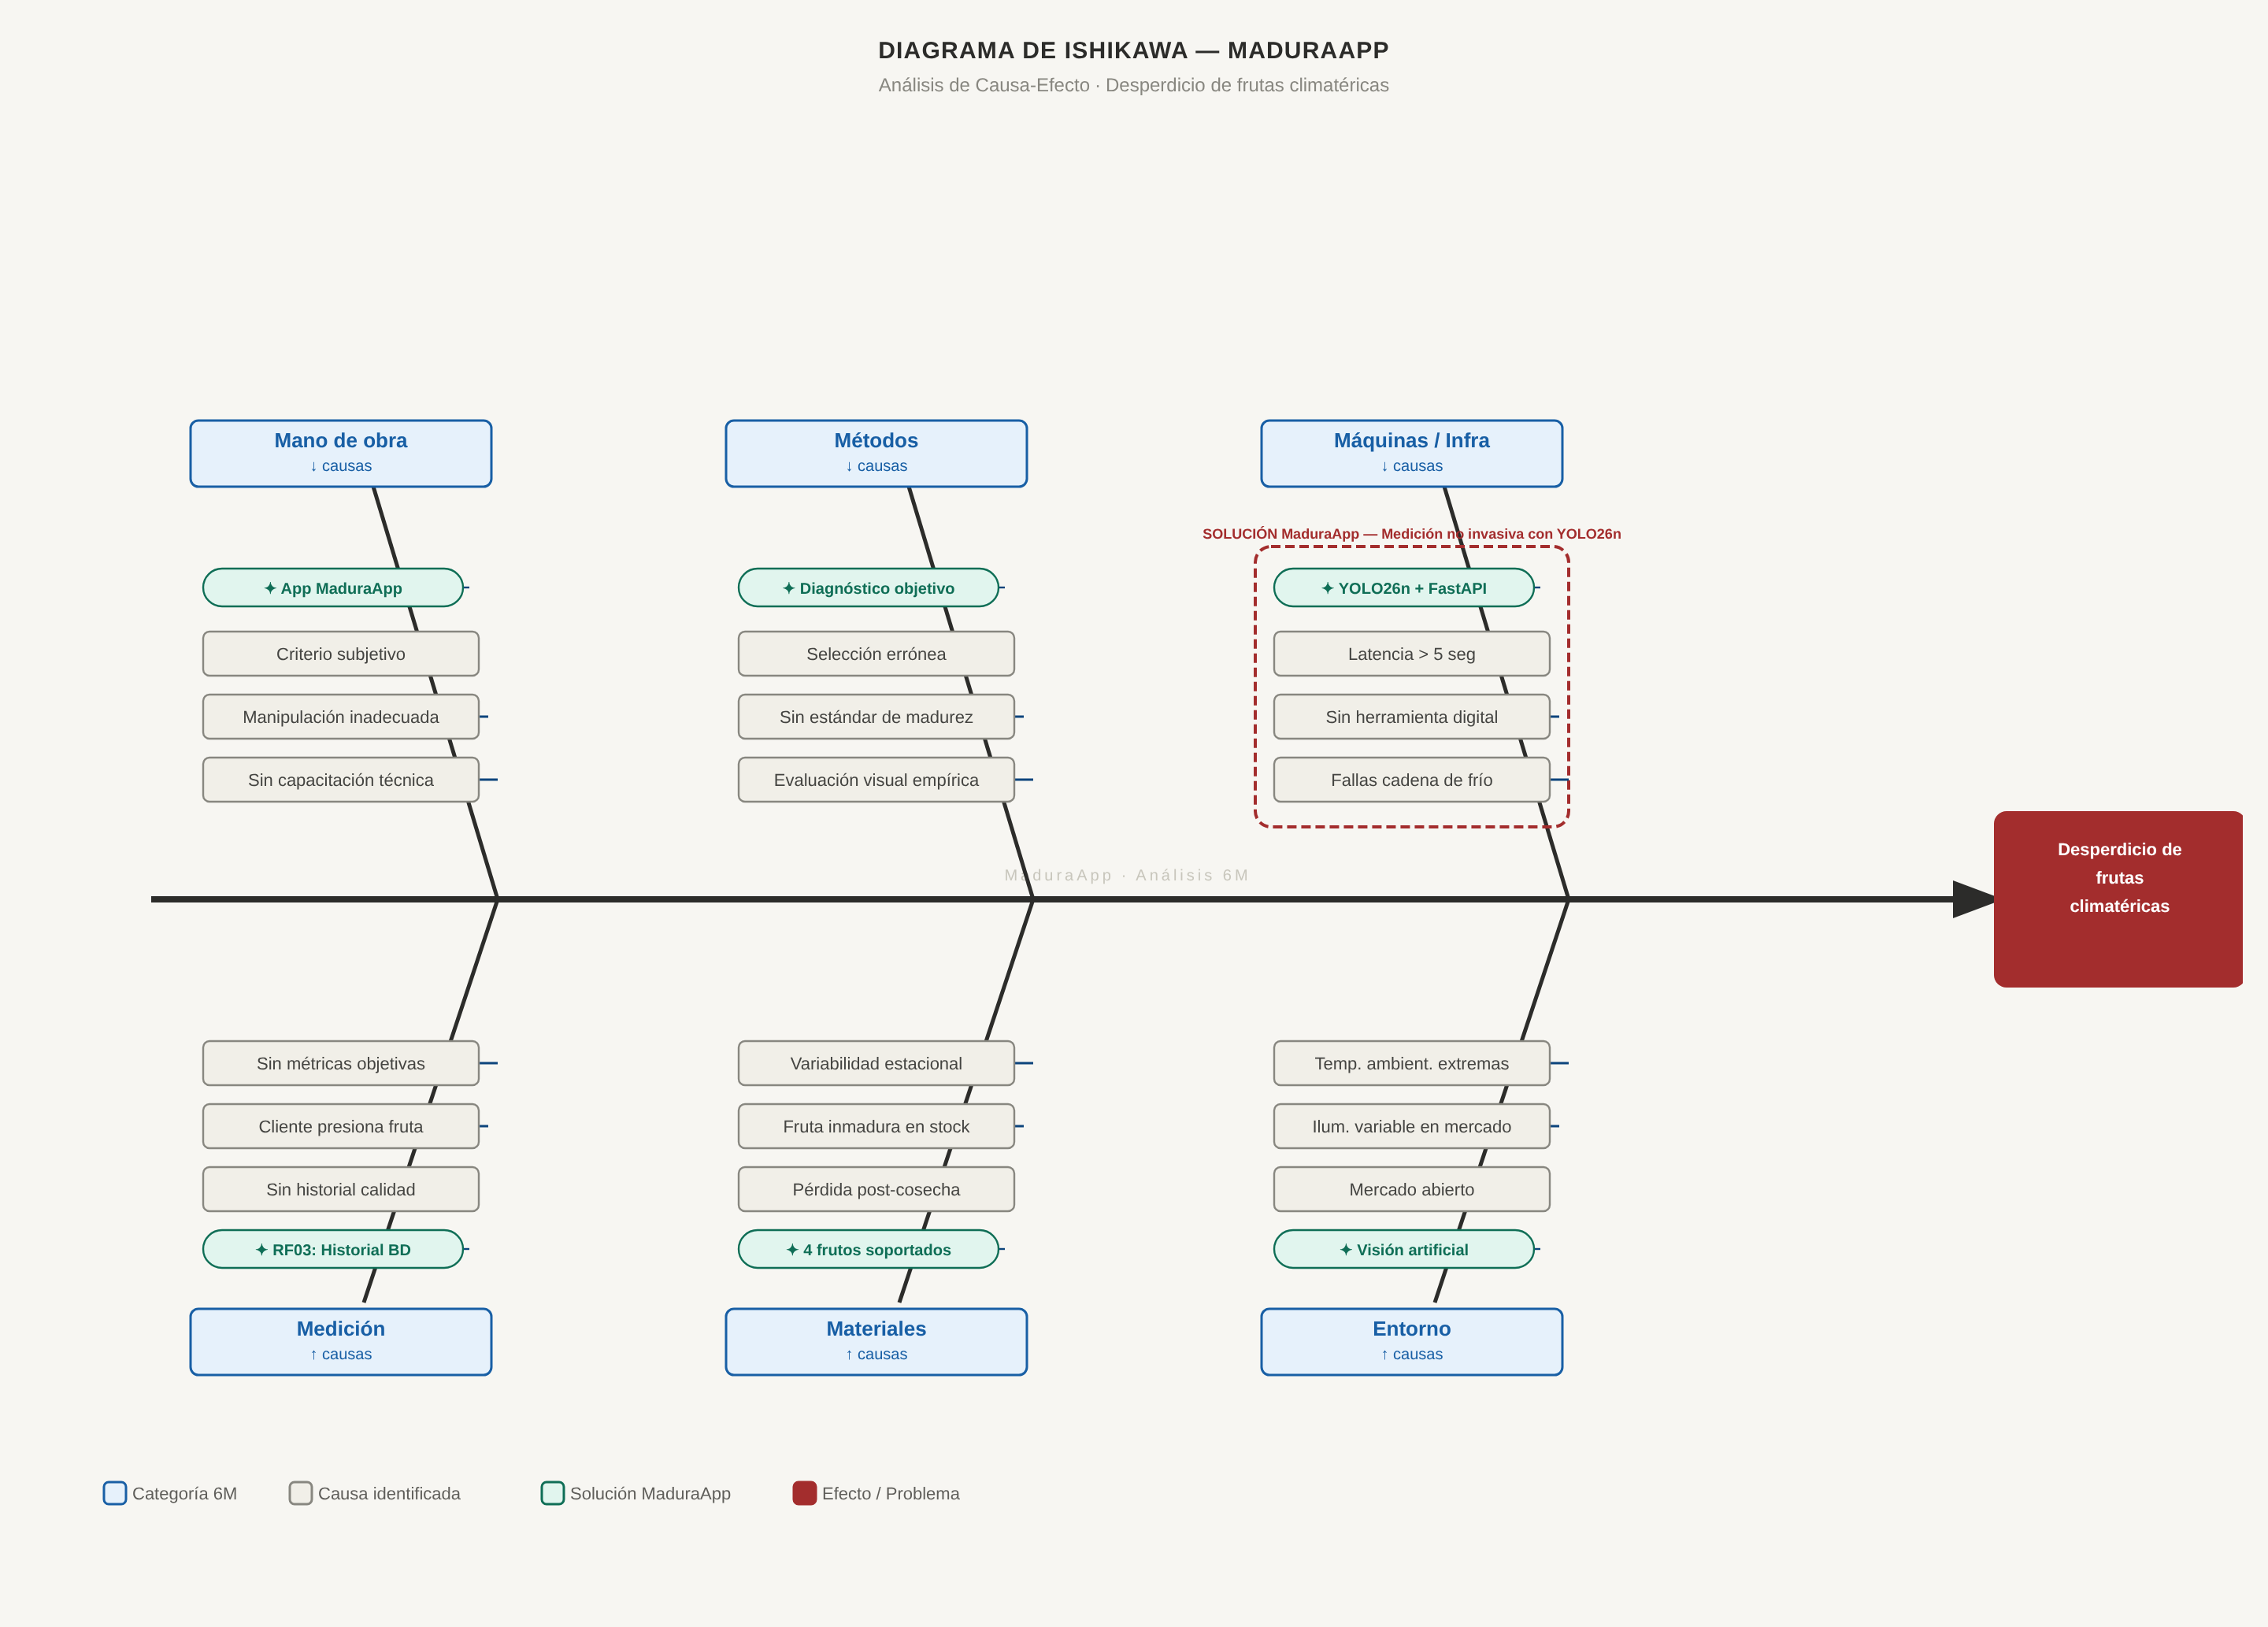 DIAGRAMA DE ISHIKAWA — MADURAAPP
Análisis de Causa-Efecto · Desperdicio de frutas climatéricas
Mano de obra
↓ causas
Métodos
↓ causas
Máquinas / Infra
↓ causas
SOLUCIÓN MaduraApp — Medición no invasiva con YOLO26n
✦ App MaduraApp
✦ Diagnóstico objetivo
✦ YOLO26n + FastAPI
Criterio subjetivo
Selección errónea
Latencia > 5 seg
Manipulación inadecuada
Sin estándar de madurez
Sin herramienta digital
Sin capacitación técnica
Evaluación visual empírica
Fallas cadena de frío
MaduraApp · Análisis 6M
Desperdicio de
frutas
climatéricas
Sin métricas objetivas
Variabilidad estacional
Temp. ambient. extremas
Cliente presiona fruta
Fruta inmadura en stock
Ilum. variable en mercado
Sin historial calidad
Pérdida post-cosecha
Mercado abierto
✦ RF03: Historial BD
✦ 4 frutos soportados
✦ Visión artificial
Medición
↑ causas
Materiales
↑ causas
Entorno
↑ causas
Categoría 6M
Causa identificada
Solución MaduraApp
Efecto / Problema